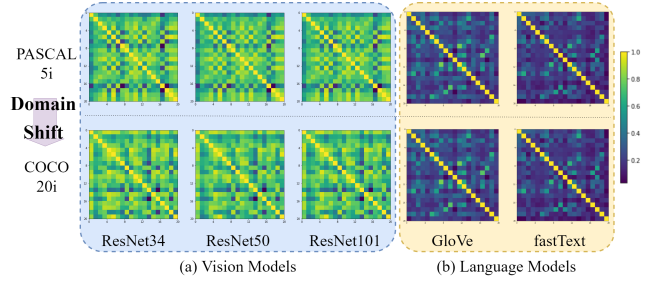 PASCAL
5i
Domain
Shift
COCO
20i
ResNet34
ResNet50
ResNet101
GloVe
fastText
1.0
0.8
0.6
0.4
0.2
(a) Vision Models
(b) Language Models